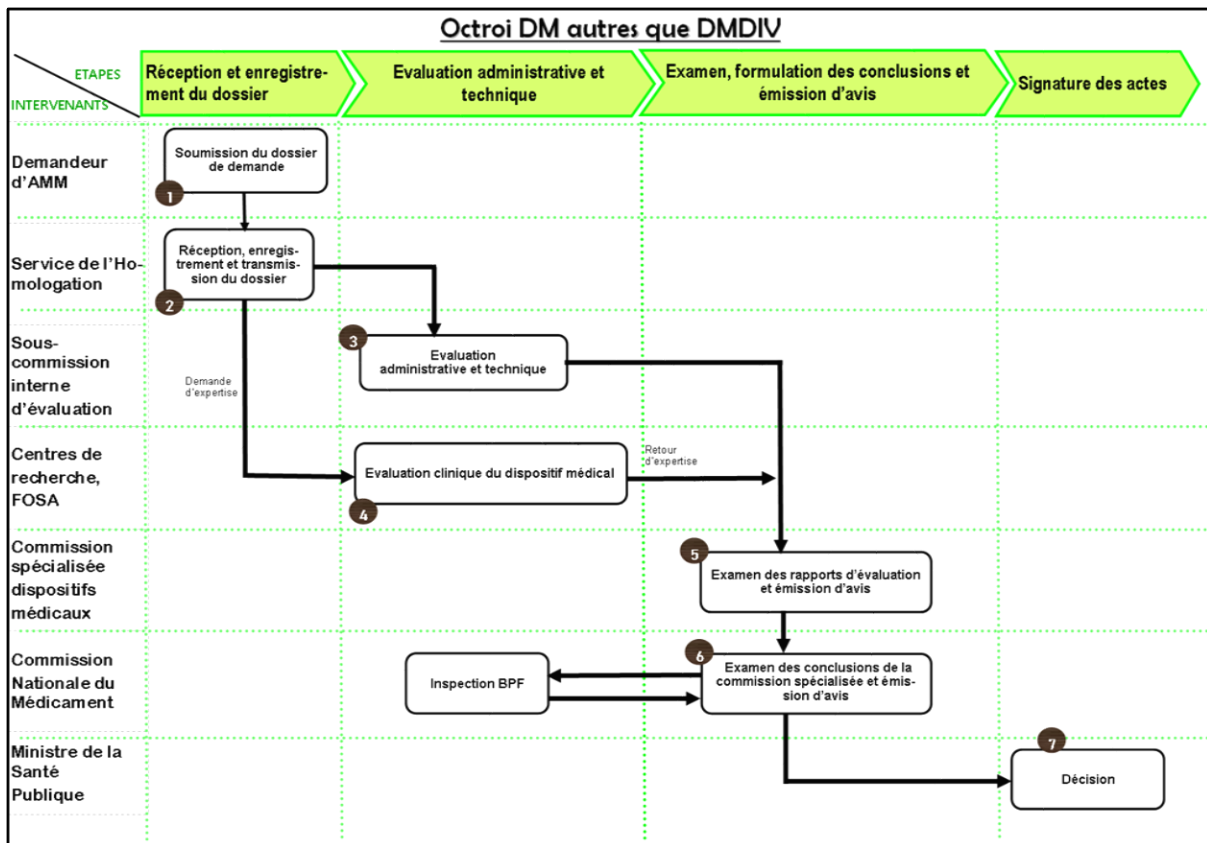 Octroi DM autres que DMDIV
ETAPES
INTERVENANTS
Réception et enregistre-
ment du dossier
Evaluation administrative et
technique
Examen, formulation des conclusions et
émission d'avis
Signature des actes
Demandeur
d'AMM
Soumission du dossier
de demande
1
Service de l'Ho-
mologation
Réception, enregis-
trement et transmis-
sion du dossier
2
Sous-
commission
interne
d'évaluation
3
Evaluation
administrative et technique
Demande
d'expertise
Centres de
recherche,
FOSA
Evaluation clinique du dispositif médical
4
Retour
d'expertise
Commission
spécialisée
dispositifs
médicaux
5
Examen des rapports d'évaluation
et émission d'avis
Commission
Nationale du
Médicament
Inspection BPF
6
Examen des conclusions de la
commission spécialisée et émis-
sion d'avis
Ministre de la
Santé
Publique
7
Décision